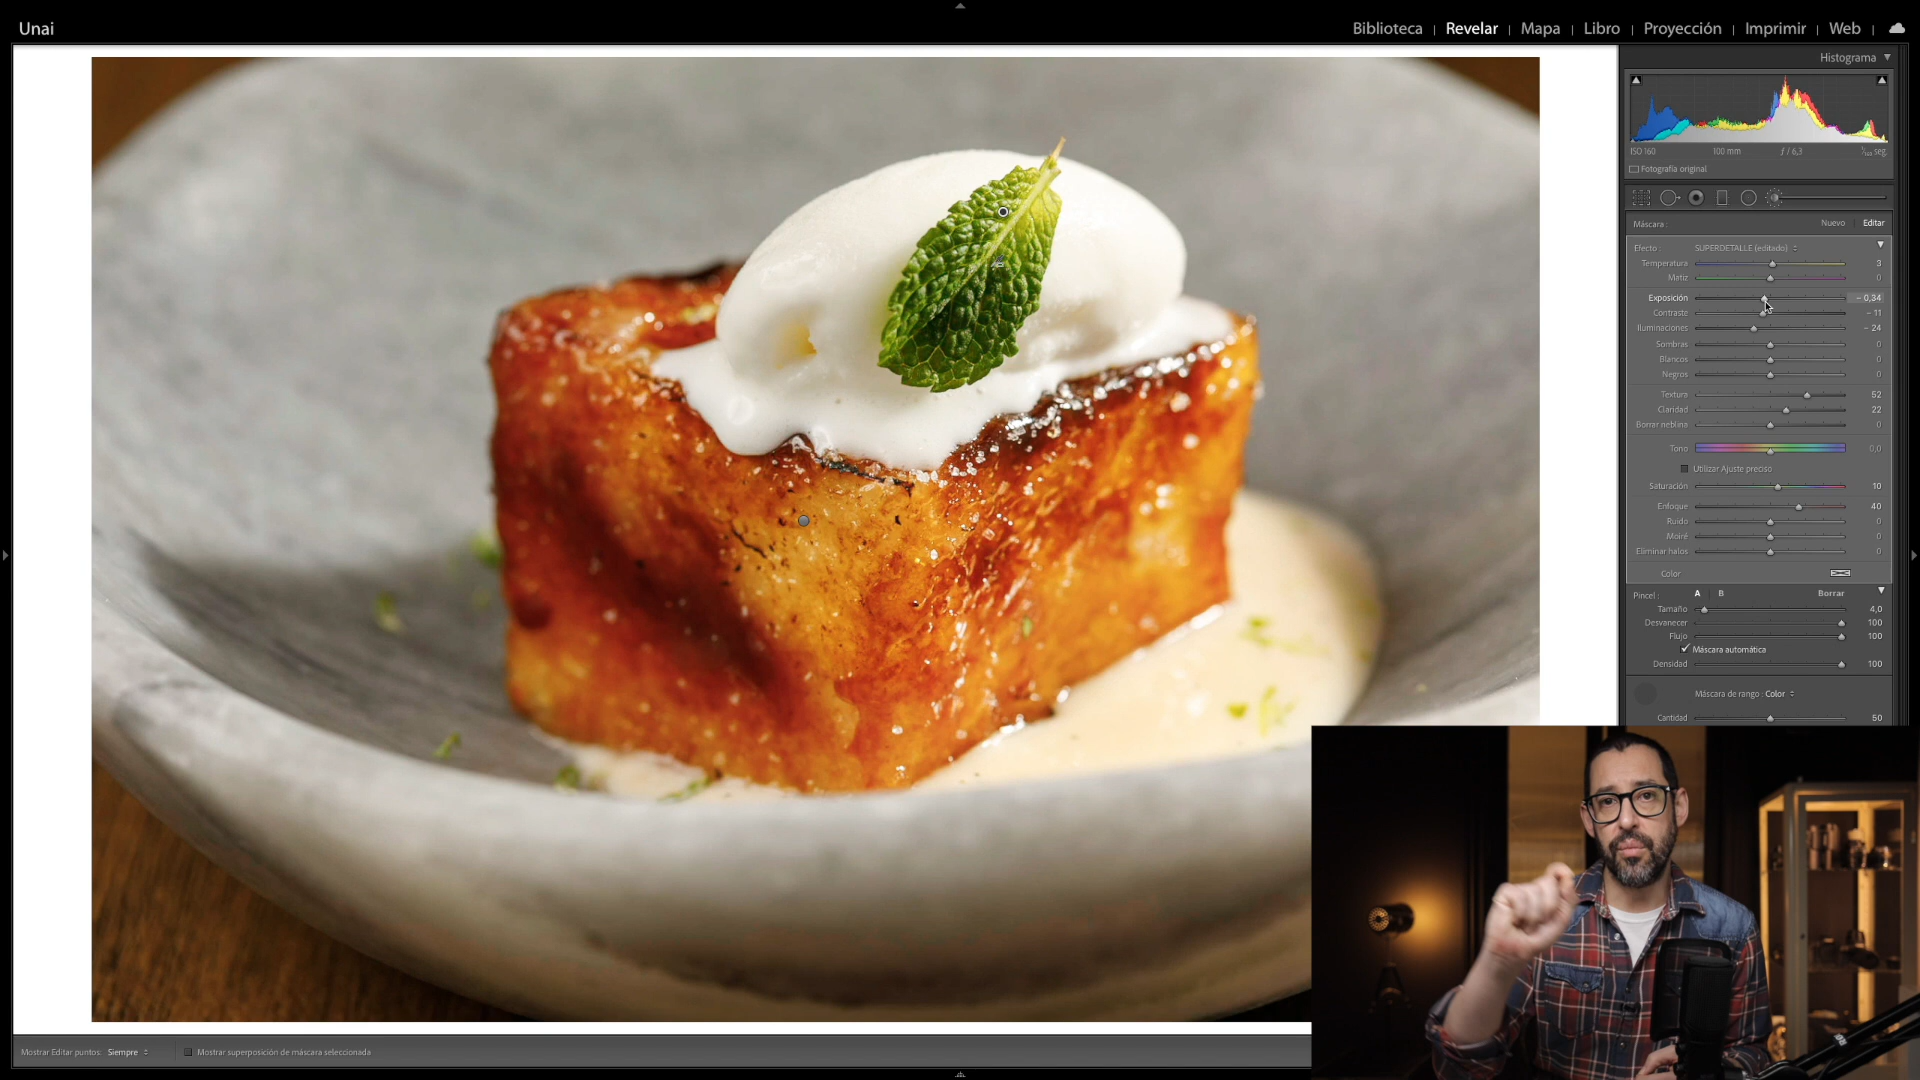 Unai
Biblioteca | Revelar | Mapa | Libro | Proyección | Imprimir | Web |
Histograma
ISO 160 100 mm ƒ / 6,3 seg.
Fotografía original
Máscara : Nuevo Editar
Efecto : SUPERDETALLE (editado)
Temperatura 3
Matiz 0
Exposición – 0,34
Contraste – 11
Iluminaciones – 24
Sombras 0
Blancos 0
Negros 0
Textura 52
Claridad 22
Borrar neblina 0
Tono 0,0
Utilizar Ajuste preciso
Saturación 10
Enfoque 40
Ruido 0
Moiré 0
Eliminar halos 0
Color
Pincel : A B Borrar
Tamaño 4,0
Desvanecer 100
Flujo 100
Máscara automática
Densidad 100
Máscara de rango : Color
Cantidad 50
Mostrar Editar puntos: Siempre Mostrar superposición de máscara seleccionada